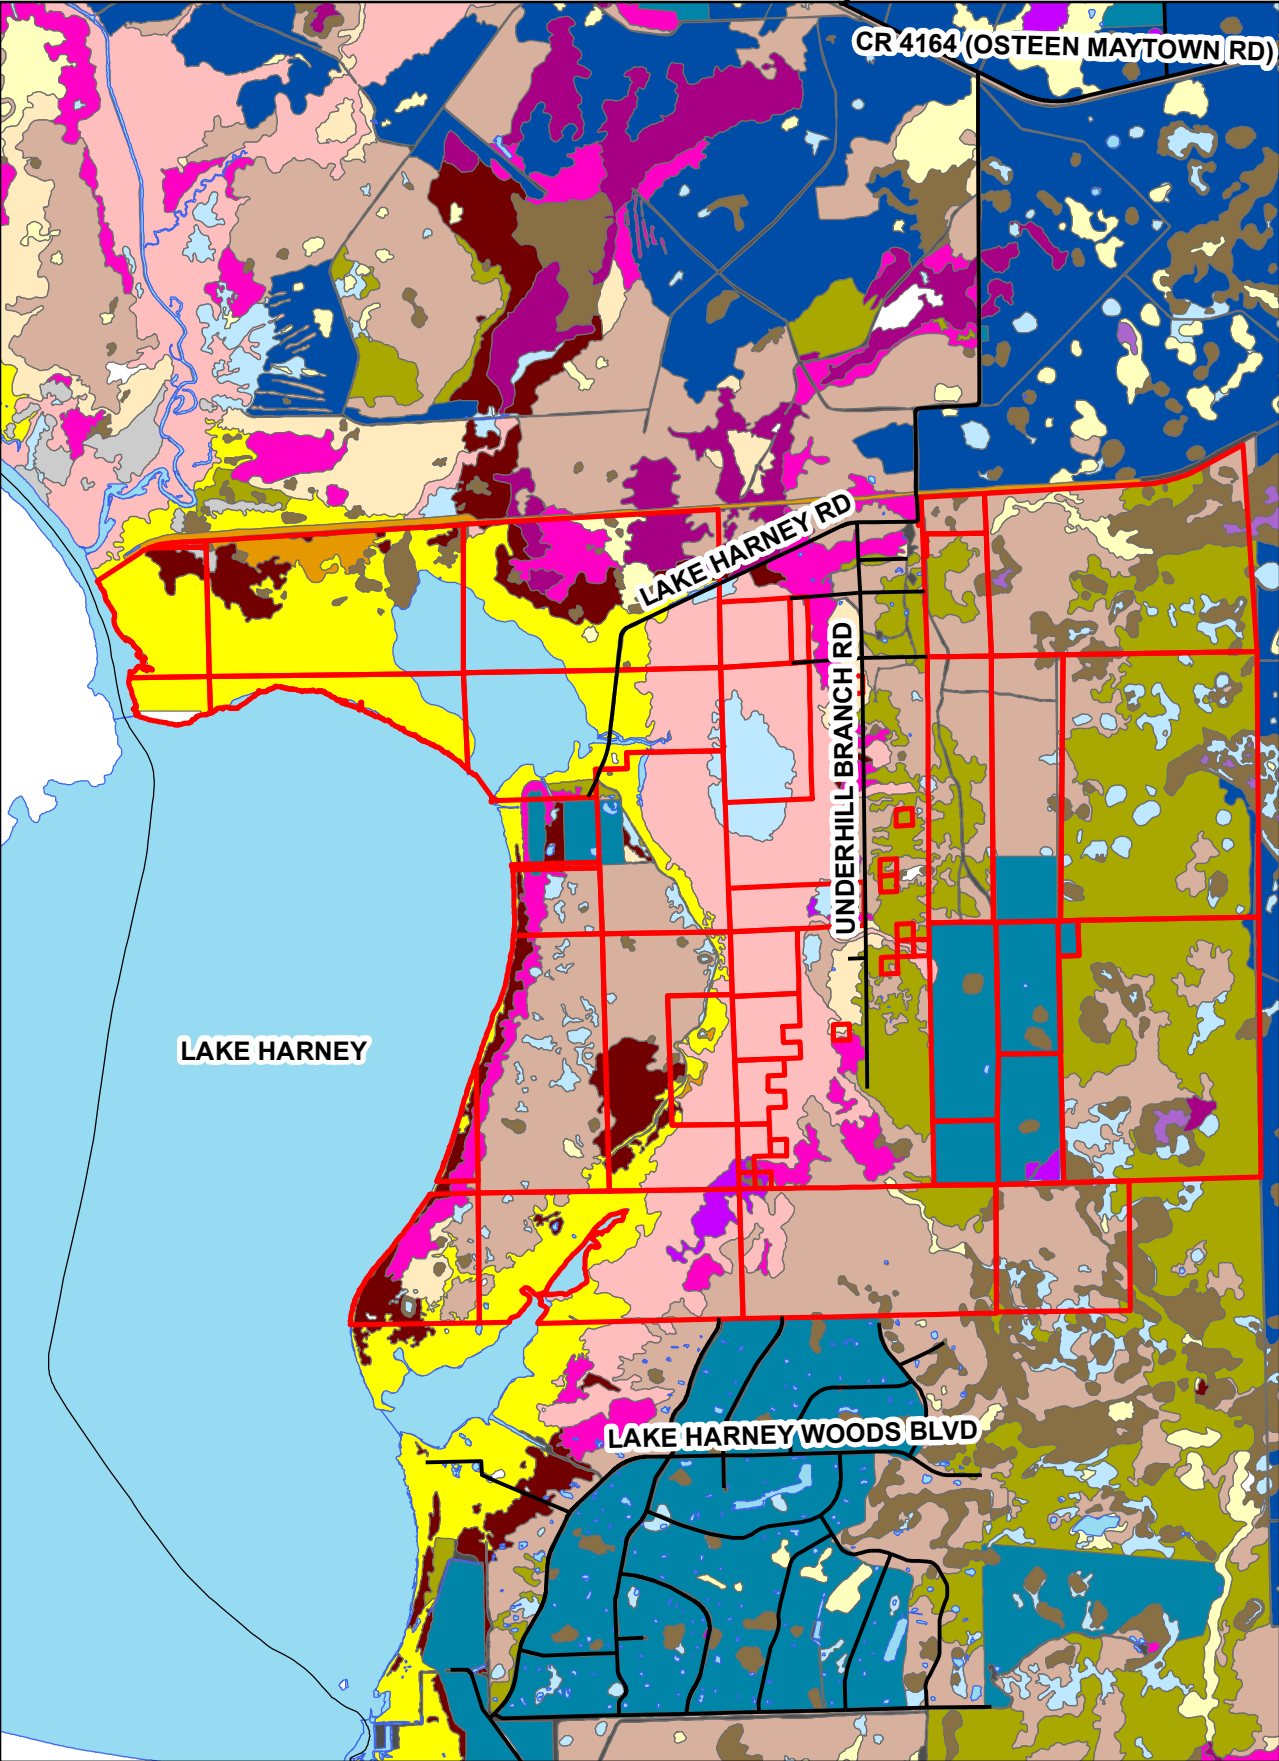 CR 4164 (OSTEEN MAYTOWN RD)
LAKE HARNEY RD
UNDERHILL BRANCH RD
LAKE HARNEY
LAKE HARNEY WOODS BLVD